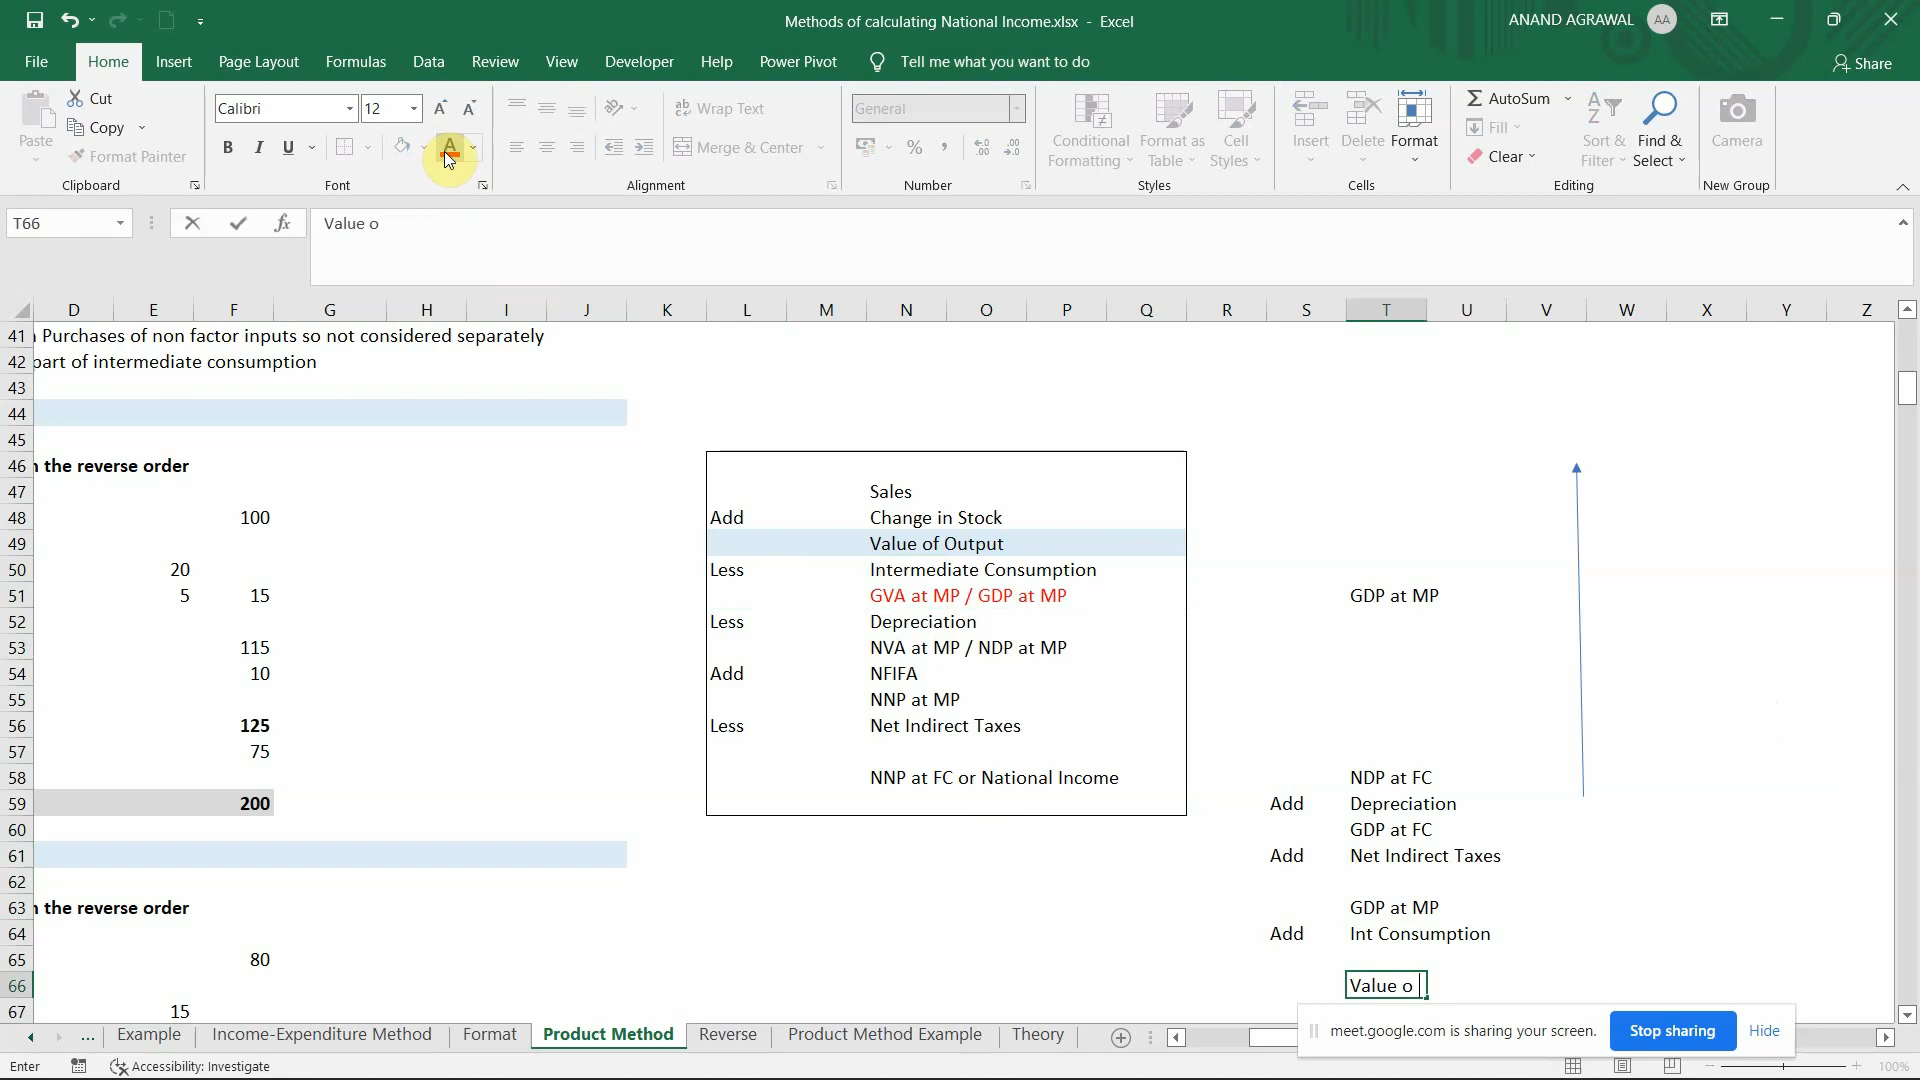 Methods of calculating National Income.xlsx - Excel
ANAND AGRAWAL AA
File Home Insert Page Layout Formulas Data Review View Developer Help Power Pivot Tell me what you want to do Share
Paste Cut Copy Format Painter
Clipboard
Calibri 12
B I U A
Font
Wrap Text
Merge & Center
Alignment
General
%
Number
Conditional Formatting Format as Table Cell Styles
Styles
Insert Delete Format
Cells
AutoSum Fill Clear Sort & Filter Find & Select
Editing
Camera
New Group
T66 fx Value o
D E F G H I J K L M N O P Q R S T U V W X Y Z
41 Purchases of non factor inputs so not considered separately
42 part of intermediate consumption
43
44
45
46 the reverse order
47 Sales
48 100 Add Change in Stock
49 Value of Output
50 20 Less Intermediate Consumption
51 5 15 GVA at MP / GDP at MP GDP at MP
52 Less Depreciation
53 115 NVA at MP / NDP at MP
54 10 Add NFIFA
55 NNP at MP
56 125 Less Net Indirect Taxes
57 75
58 NNP at FC or National Income NDP at FC
59 200 Add Depreciation
60 GDP at FC
61 Add Net Indirect Taxes
62
63 the reverse order GDP at MP
64 Add Int Consumption
65 80
66 Value o
67 15
meet.google.com is sharing your screen. Stop sharing Hide
... Example Income-Expenditure Method Format Product Method Reverse Product Method Example Theory
Enter Accessibility: Investigate 100%